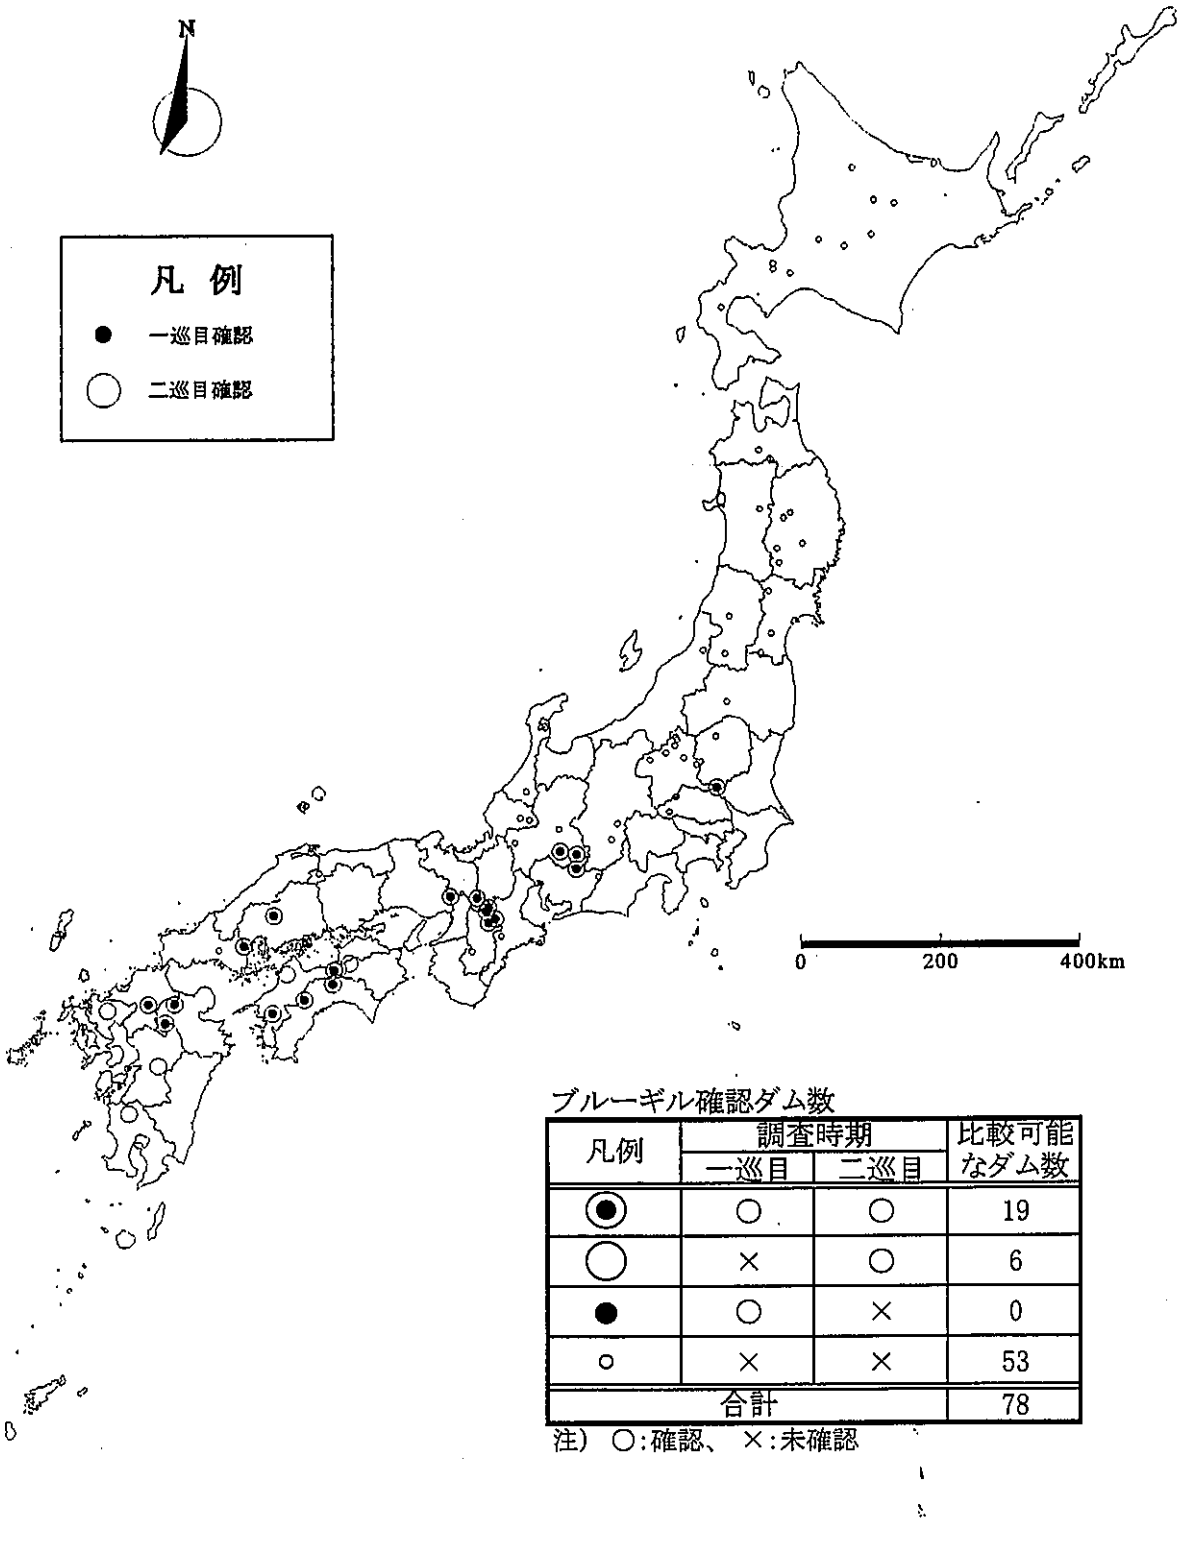 N
凡 例
● 一巡目確認
○ 二巡目確認
0 200 400km
ブルーギル確認ダム数
凡例 調査時期 比較可能
一巡目 二巡目 なダム数
◉ ○ ○ 19
○ × ○ 6
● ○ × 0
○ × × 53
合計 78
注） ○:確認、 ×:未確認